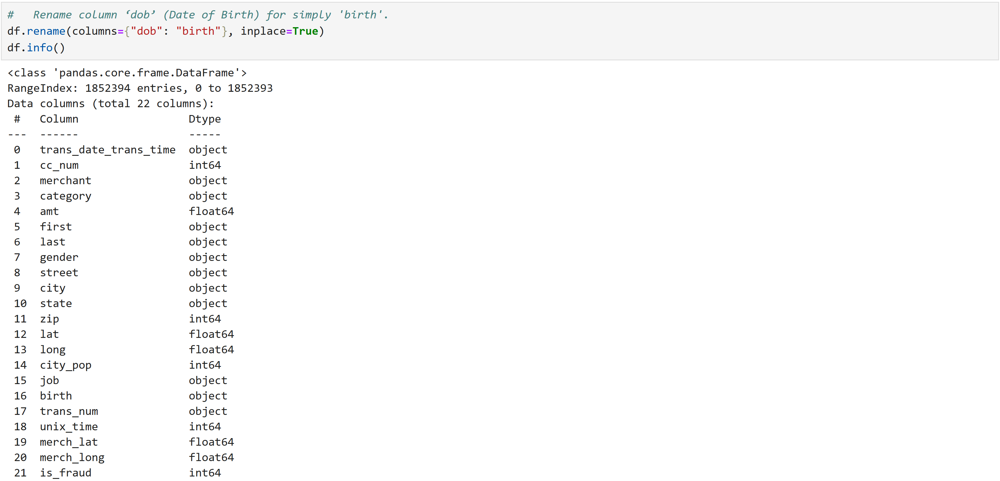 #   Rename column ‘dob’ (Date of Birth) for simply 'birth'.
df.rename(columns={"dob": "birth"}, inplace=True)
df.info()
<class 'pandas.core.frame.DataFrame'>
RangeIndex: 1852394 entries, 0 to 1852393
Data columns (total 22 columns):
 #   Column                 Dtype
---  ------                 -----
 0   trans_date_trans_time  object
 1   cc_num                 int64
 2   merchant               object
 3   category               object
 4   amt                    float64
 5   first                  object
 6   last                   object
 7   gender                 object
 8   street                 object
 9   city                   object
 10  state                  object
 11  zip                    int64
 12  lat                    float64
 13  long                   float64
 14  city_pop               int64
 15  job                    object
 16  birth                  object
 17  trans_num              object
 18  unix_time              int64
 19  merch_lat              float64
 20  merch_long             float64
 21  is_fraud               int64